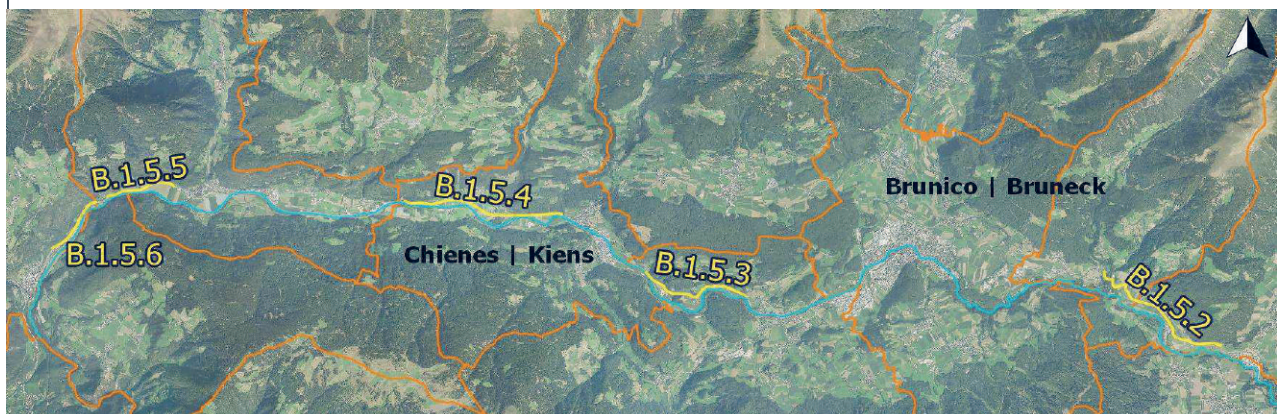 B.1.5.5
B.1.5.4
Brunico | Bruneck
B.1.5.6
Chienes | Kiens
B.1.5.3
B.1.5.2